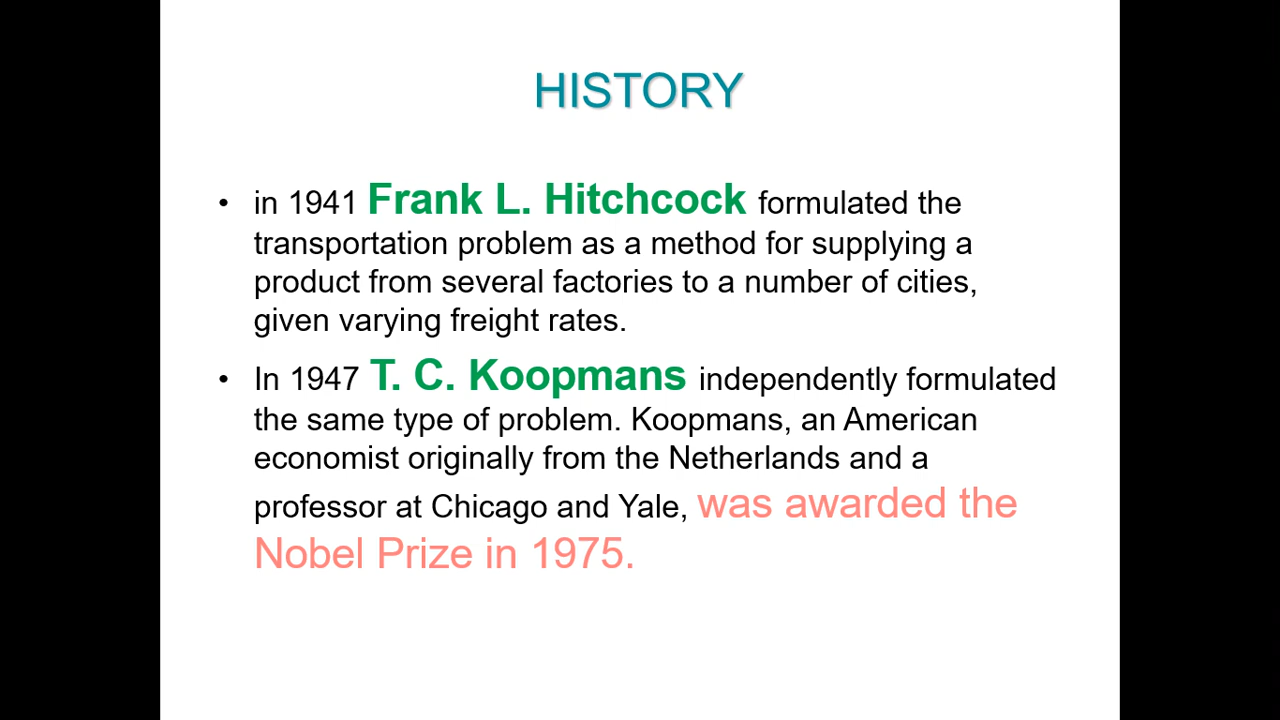 HISTORY
• in 1941 Frank L. Hitchcock formulated the
transportation problem as a method for supplying a
product from several factories to a number of cities,
given varying freight rates.
• In 1947 T. C. Koopmans independently formulated
the same type of problem. Koopmans, an American
economist originally from the Netherlands and a
professor at Chicago and Yale, was awarded the
Nobel Prize in 1975.